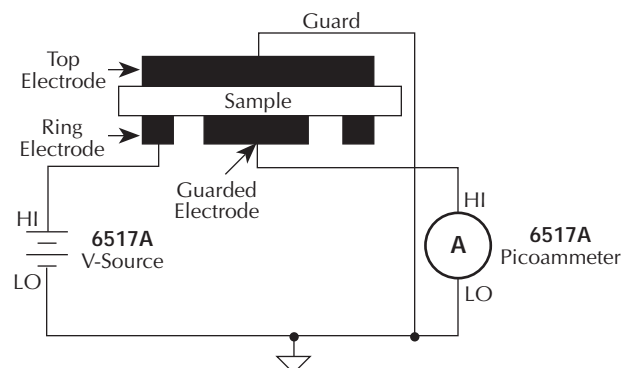 Guard
Top
Electrode
Sample
Ring
Electrode
Guarded
Electrode
HI
6517A
V-Source
LO
HI
A
6517A
Picoammeter
LO